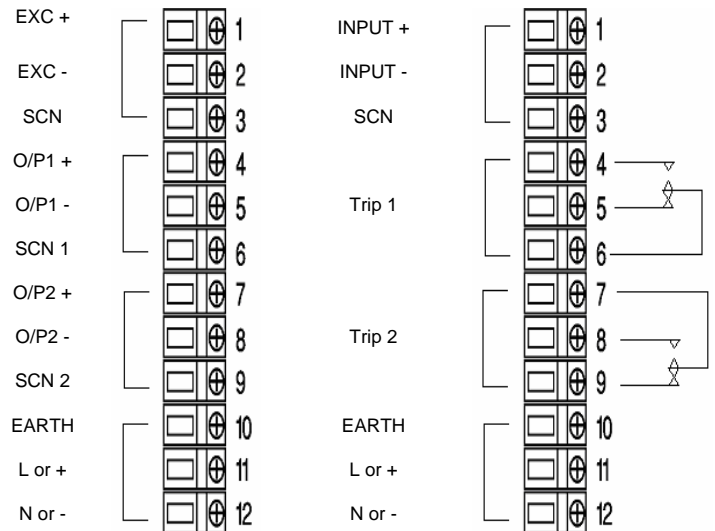 EXC + 1 INPUT + 1
EXC - 2 INPUT - 2
SCN 3 SCN 3
O/P1 + 4 4
O/P1 - 5 Trip 1 5
SCN 1 6 6
O/P2 + 7 7
O/P2 - 8 Trip 2 8
SCN 2 9 9
EARTH 10 EARTH 10
L or + 11 L or + 11
N or - 12 N or - 12